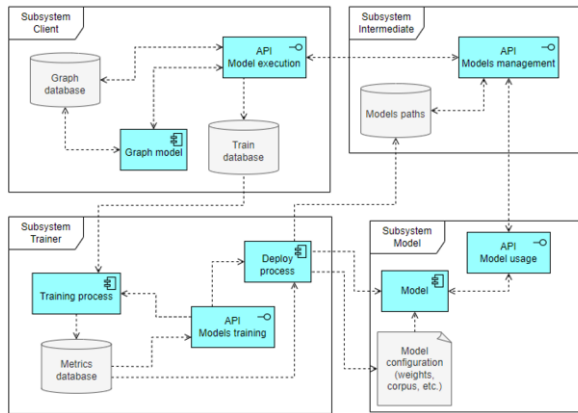 Subsystem
Client
Graph
database
API
Model execution
Graph model
Train
database
Subsystem
Intermediate
API
Models management
Models paths
Subsystem
Trainer
Training process
Metrics
database
API
Models training
Deploy
process
Subsystem
Model
API
Model usage
Model
Model
configuration
(weights,
corpus, etc.)